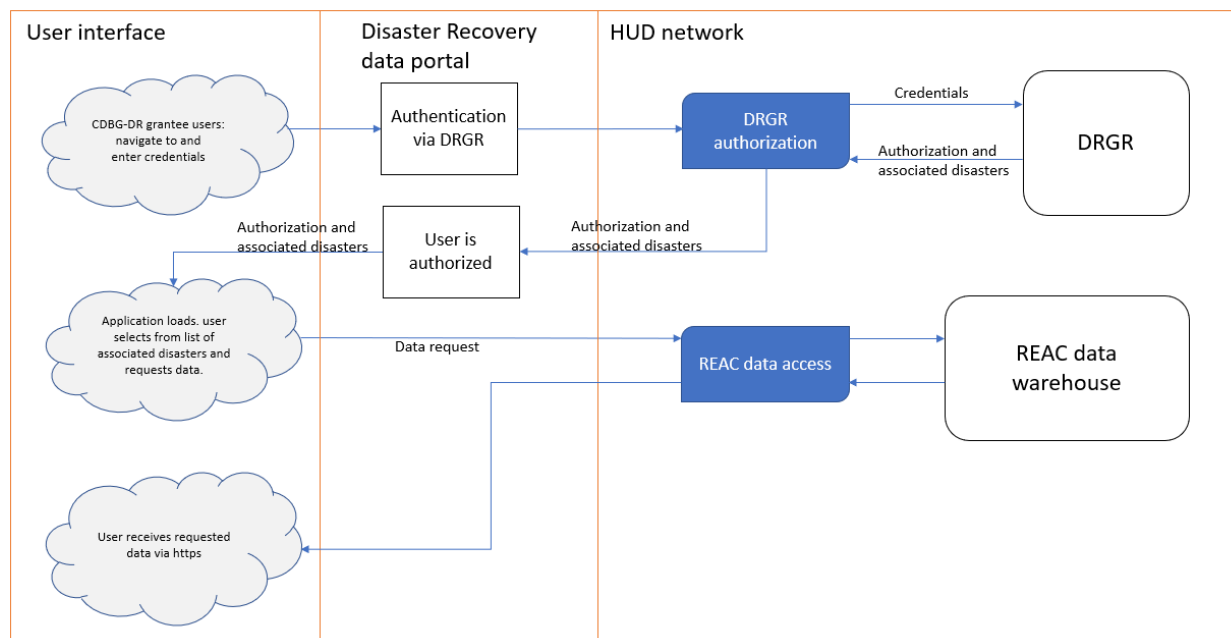 User interface
Disaster Recovery
data portal
HUD network
CDBG-DR grantee users:
navigate to and
enter credentials
Authentication
via DRGR
DRGR
authorization
Credentials
Authorization and
associated disasters
DRGR
Authorization and
associated disasters
User is
authorized
Authorization and
associated disasters
Application loads. user
selects from list of
associated disasters and
requests data.
Data request
REAC data access
REAC data
warehouse
User receives requested
data via https